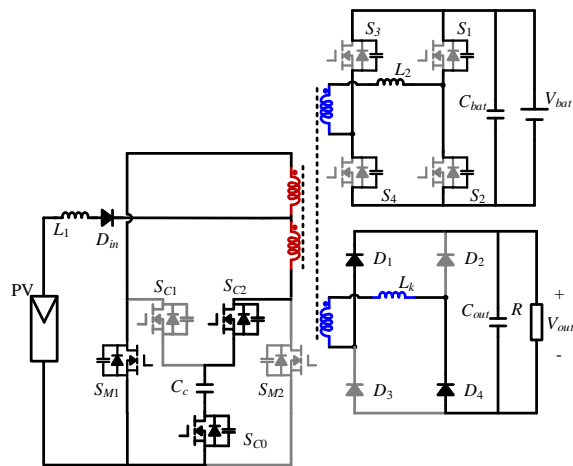 S3
S1
L2
Cbat
Vbat
S4
S2
L1
Din
SC1
SC2
D1
D2
Lk
Cout
R
+
Vout
-
PV
SM1
Cc
SM2
D3
D4
SC0